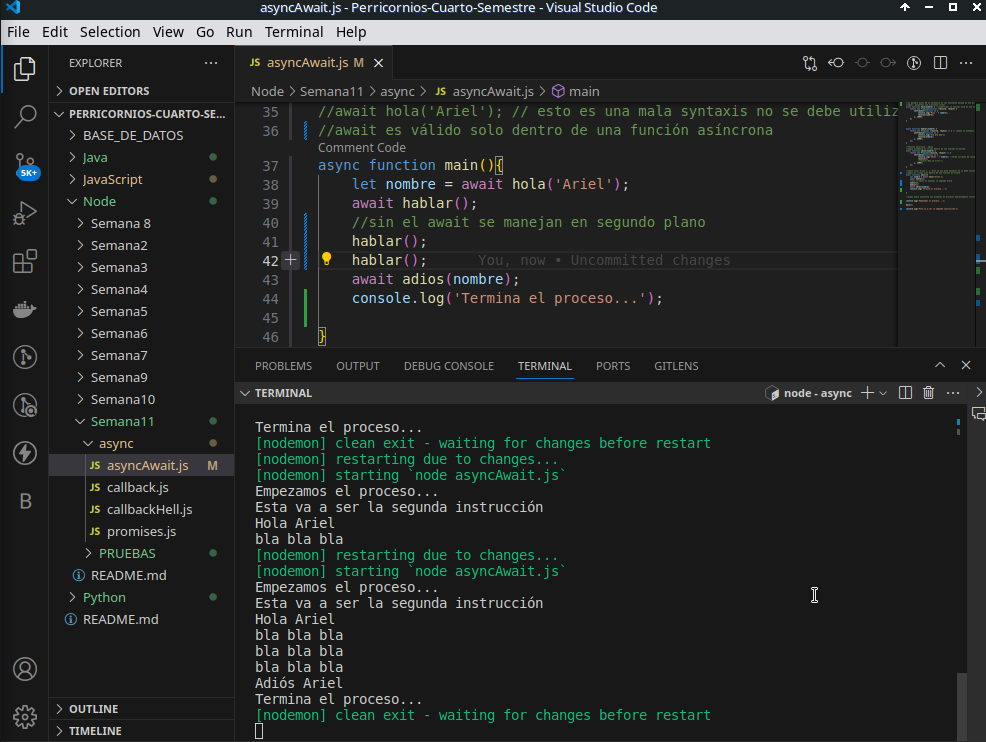 asyncAwait.js - Perricornios-Cuarto-Semestre - Visual Studio Code
File Edit Selection View Go Run Terminal Help
EXPLORER
OPEN EDITORS
PERRICORNIOS-CUARTO-SE...
BASE_DE_DATOS
Java
JavaScript
Node
Semana 8
Semana2
Semana3
Semana4
Semana5
Semana6
Semana7
Semana9
Semana10
Semana11
async
JS asyncAwait.js M
JS callback.js
JS callbackHell.js
JS promises.js
PRUEBAS
README.md
Python
README.md
OUTLINE
TIMELINE
5K+
B
JS asyncAwait.js M
Node > Semana11 > async > JS asyncAwait.js > main
35 //await hola('Ariel'); // esto es una mala syntaxis no se debe utiliz
36 //await es válido solo dentro de una función asíncrona
Comment Code
37 async function main(){
38 let nombre = await hola('Ariel');
39 await hablar();
40 //sin el await se manejan en segundo plano
41 hablar();
42 hablar(); You, now • Uncommitted changes
43 await adios(nombre);
44 console.log('Termina el proceso...');
45
46 }
PROBLEMS OUTPUT DEBUG CONSOLE TERMINAL PORTS GITLENS
TERMINAL
node - async
Termina el proceso...
[nodemon] clean exit - waiting for changes before restart
[nodemon] restarting due to changes...
[nodemon] starting `node asyncAwait.js`
Empezamos el proceso...
Esta va a ser la segunda instrucción
Hola Ariel
bla bla bla
[nodemon] restarting due to changes...
[nodemon] starting `node asyncAwait.js`
Empezamos el proceso...
Esta va a ser la segunda instrucción
Hola Ariel
bla bla bla
bla bla bla
bla bla bla
Adiós Ariel
Termina el proceso...
[nodemon] clean exit - waiting for changes before restart